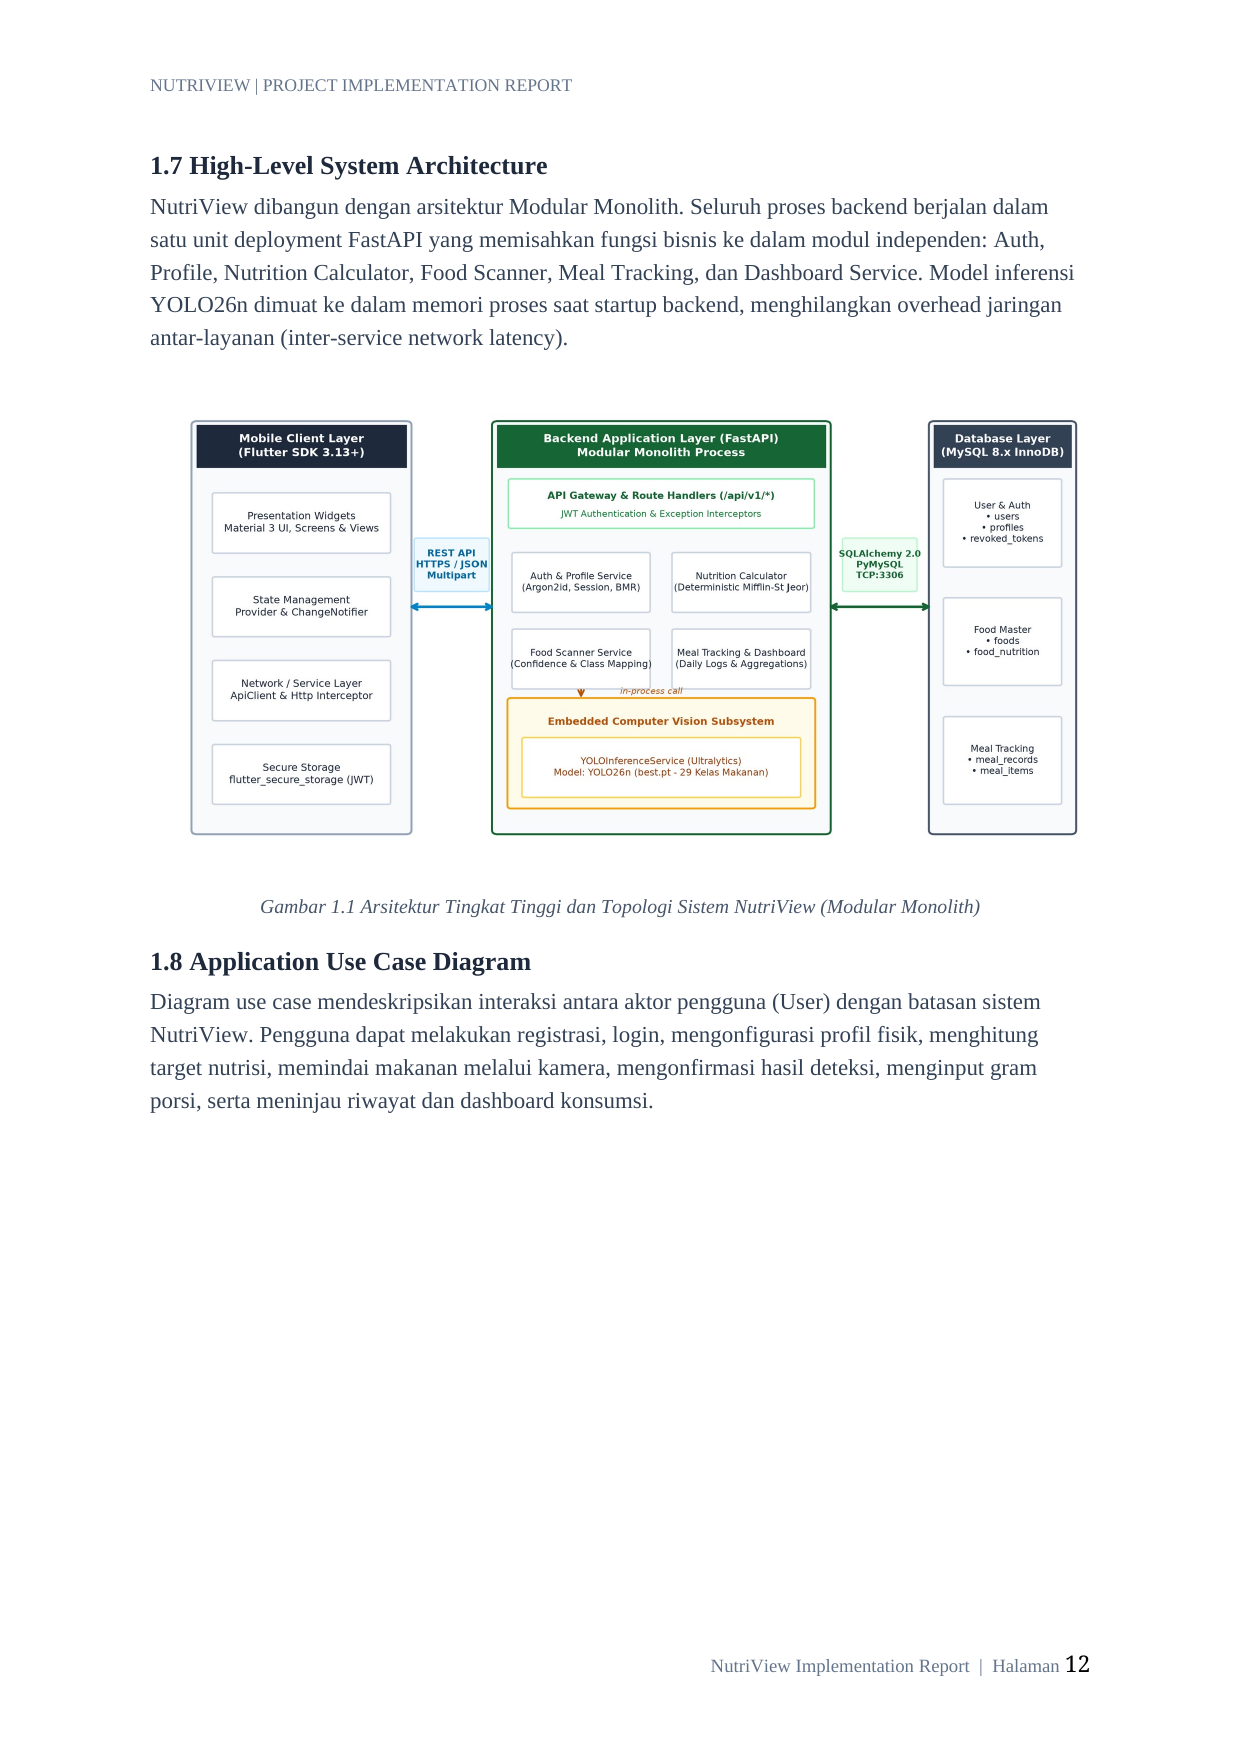 NUTRIVIEW | PROJECT IMPLEMENTATION REPORT
1.7 High-Level System Architecture
NutriView dibangun dengan arsitektur Modular Monolith. Seluruh proses backend berjalan dalam
satu unit deployment FastAPI yang memisahkan fungsi bisnis ke dalam modul independen: Auth,
Profile, Nutrition Calculator, Food Scanner, Meal Tracking, dan Dashboard Service. Model inferensi
YOLO26n dimuat ke dalam memori proses saat startup backend, menghilangkan overhead jaringan
antar-layanan (inter-service network latency).
Mobile Client Layer
(Flutter SDK 3.13+)
Presentation Widgets
Material 3 UI, Screens & Views
State Management
Provider & ChangeNotifier
Network / Service Layer
ApiClient & Http Interceptor
Secure Storage
flutter_secure_storage (JWT)
REST API
HTTPS / JSON
Multipart
Backend Application Layer (FastAPI)
Modular Monolith Process
API Gateway & Route Handlers (/api/v1/*)
JWT Authentication & Exception Interceptors
Auth & Profile Service
(Argon2id, Session, BMR)
Nutrition Calculator
(Deterministic Mifflin-St Jeor)
Food Scanner Service
(Confidence & Class Mapping)
Meal Tracking & Dashboard
(Daily Logs & Aggregations)
in-process call
Embedded Computer Vision Subsystem
YOLOInferenceService (Ultralytics)
Model: YOLO26n (best.pt - 29 Kelas Makanan)
SQLAlchemy 2.0
PyMySQL
TCP:3306
Database Layer
(MySQL 8.x InnoDB)
User & Auth
• users
• profiles
• revoked_tokens
Food Master
• foods
• food_nutrition
Meal Tracking
• meal_records
• meal_items
Gambar 1.1 Arsitektur Tingkat Tinggi dan Topologi Sistem NutriView (Modular Monolith)
1.8 Application Use Case Diagram
Diagram use case mendeskripsikan interaksi antara aktor pengguna (User) dengan batasan sistem
NutriView. Pengguna dapat melakukan registrasi, login, mengonfigurasi profil fisik, menghitung
target nutrisi, memindai makanan melalui kamera, mengonfirmasi hasil deteksi, menginput gram
porsi, serta meninjau riwayat dan dashboard konsumsi.
NutriView Implementation Report | Halaman 12